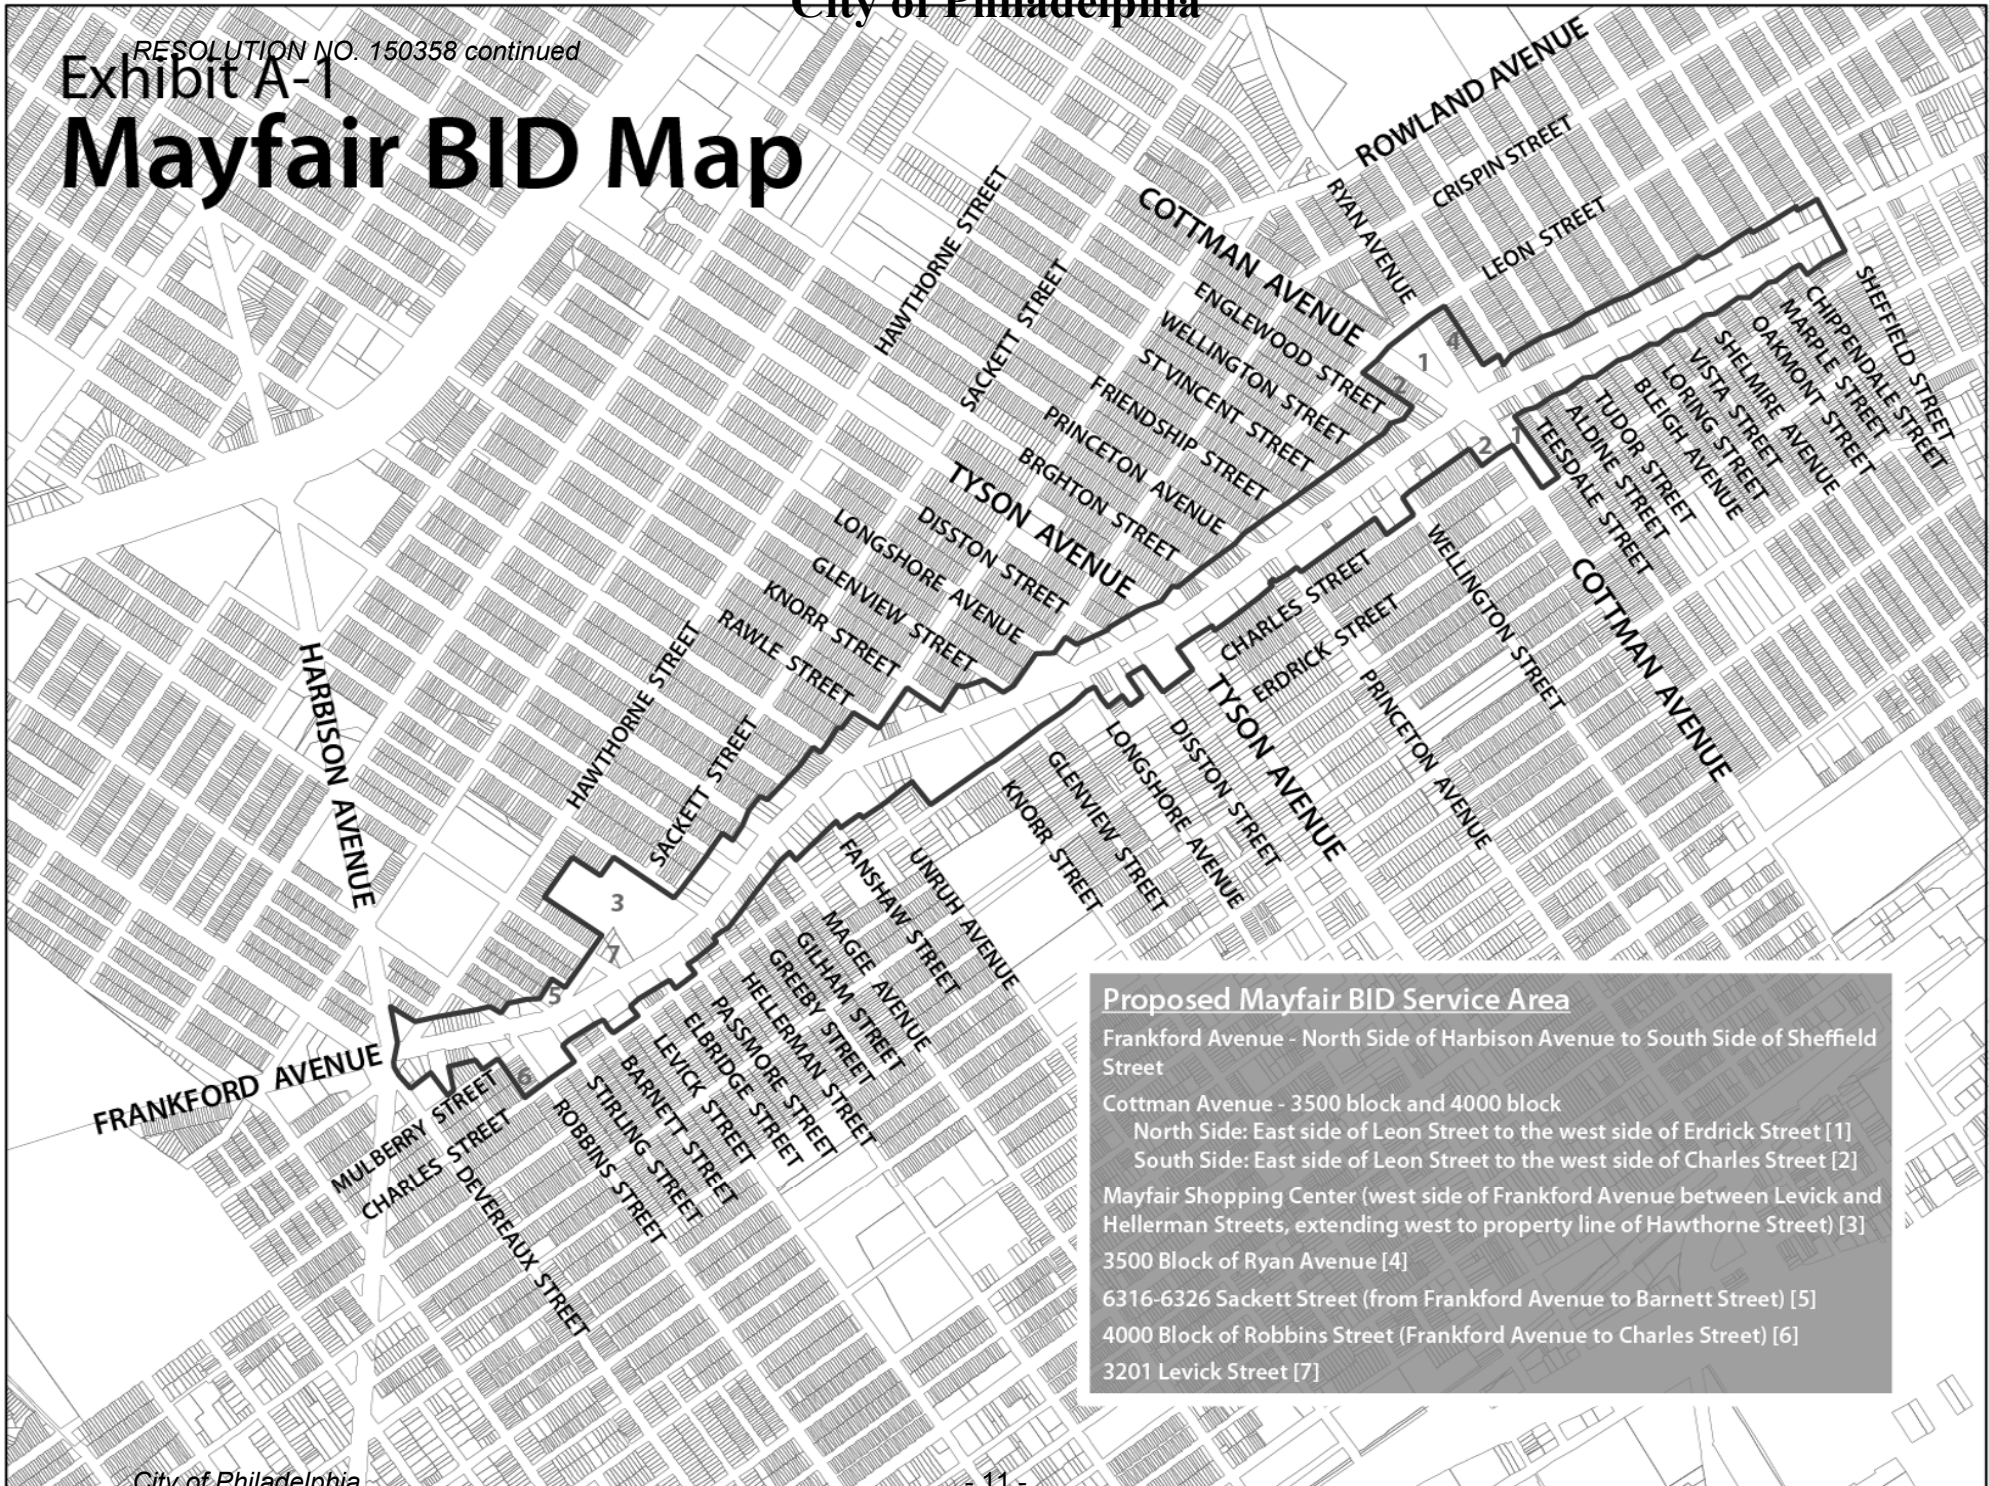 City of Philadelphia
RESOLUTION NO. 150358 continued
Exhibit A-1
Mayfair BID Map
ROWLAND AVENUE
CRISPIN STREET
LEON STREET
RYAN AVENUE
COTTMAN AVENUE
HAWTHORNE STREET
SACKETT STREET
ENGLEWOOD STREET
WELLINGTON STREET
ST VINCENT STREET
FRIENDSHIP STREET
PRINCETON AVENUE
BRGHTON STREET
TYSON AVENUE
DISSTON STREET
LONGSHORE AVENUE
GLENVIEW STREET
KNORR STREET
RAWLE STREET
HAWTHORNE STREET
SACKETT STREET
HARBISON AVENUE
FRANKFORD AVENUE
4
1
2
2
1
3
7
5
6
SHEFFIELD STREET
CHIPPENDALE STREET
MARPLE STREET
OAKMONT STREET
SHELMIRE AVENUE
VISTA STREET
LORING STREET
BLEIGH AVENUE
TUDOR STREET
ALDINE STREET
TEESDALE STREET
COTTMAN AVENUE
WELLINGTON STREET
CHARLES STREET
ERDRICK STREET
PRINCETON AVENUE
TYSON AVENUE
DISSTON STREET
LONGSHORE AVENUE
GLENVIEW STREET
KNORR STREET
UNRUH AVENUE
FANSHAW STREET
MAGEE AVENUE
GILHAM STREET
GREEBY STREET
HELLERMAN STREET
PASSMORE STREET
ELBRIDGE STREET
LEVICK STREET
BARNETT STREET
STIRLING STREET
ROBBINS STREET
DEVEREAUX STREET
MULBERRY STREET
CHARLES STREET
Proposed Mayfair BID Service Area
Frankford Avenue - North Side of Harbison Avenue to South Side of Sheffield
Street
Cottman Avenue - 3500 block and 4000 block
North Side: East side of Leon Street to the west side of Erdrick Street [1]
South Side: East side of Leon Street to the west side of Charles Street [2]
Mayfair Shopping Center (west side of Frankford Avenue between Levick and
Hellerman Streets, extending west to property line of Hawthorne Street) [3]
3500 Block of Ryan Avenue [4]
6316-6326 Sackett Street (from Frankford Avenue to Barnett Street) [5]
4000 Block of Robbins Street (Frankford Avenue to Charles Street) [6]
3201 Levick Street [7]
City of Philadelphia
- 11 -